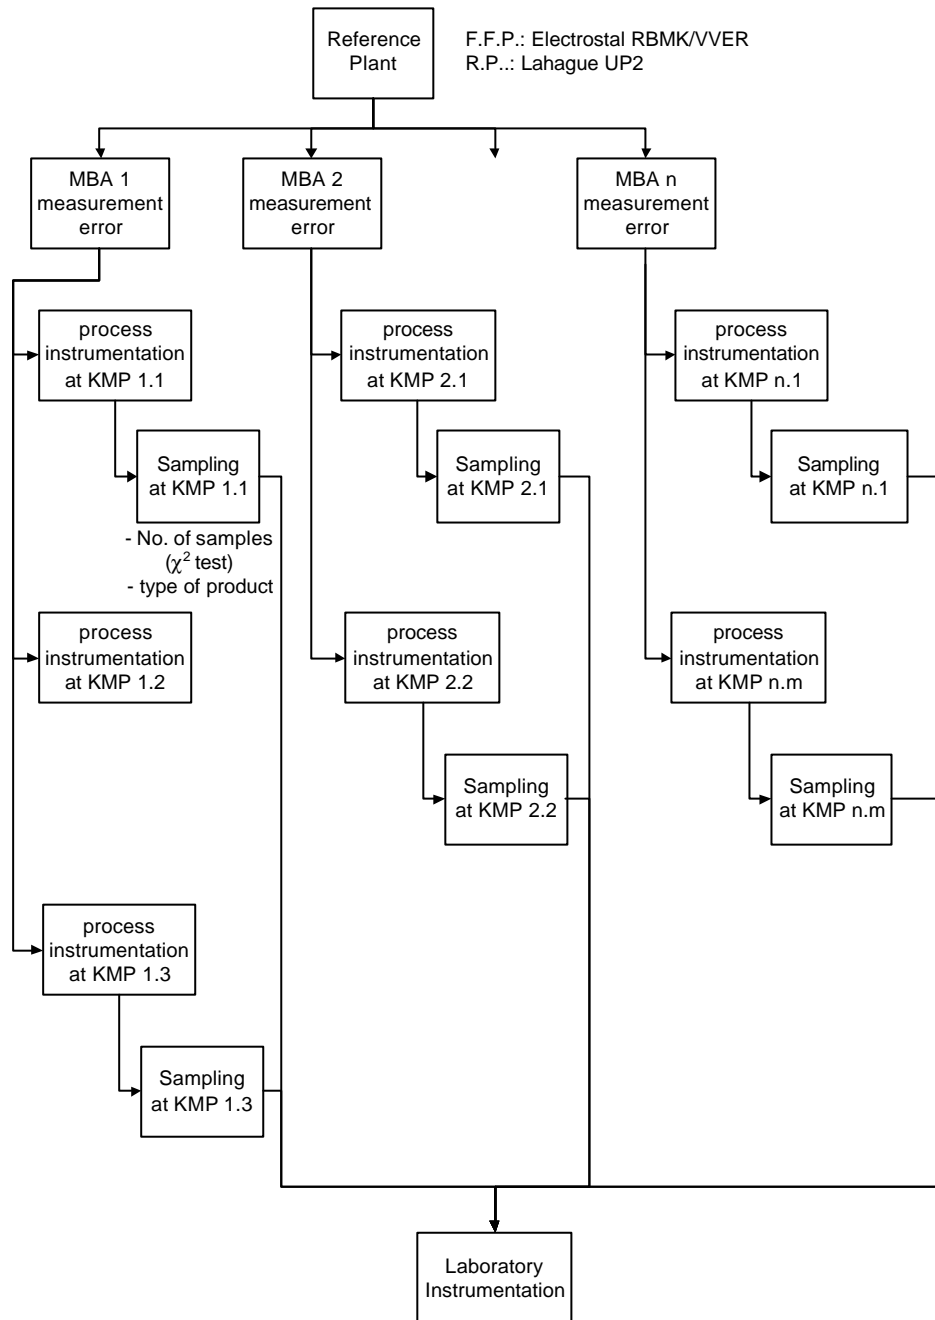 Reference
Plant
F.F.P.: Electrostal RBMK/VVER
R.P..: Lahague UP2
MBA 1
measurement
error
MBA 2
measurement
error
MBA n
measurement
error
process
instrumentation
at KMP 1.1
process
instrumentation
at KMP 2.1
process
instrumentation
at KMP n.1
Sampling
at KMP 1.1
Sampling
at KMP 2.1
Sampling
at KMP n.1
- No. of samples
(χ² test)
- type of product
process
instrumentation
at KMP 1.2
process
instrumentation
at KMP 2.2
process
instrumentation
at KMP n.m
Sampling
at KMP 2.2
Sampling
at KMP n.m
process
instrumentation
at KMP 1.3
Sampling
at KMP 1.3
Laboratory
Instrumentation